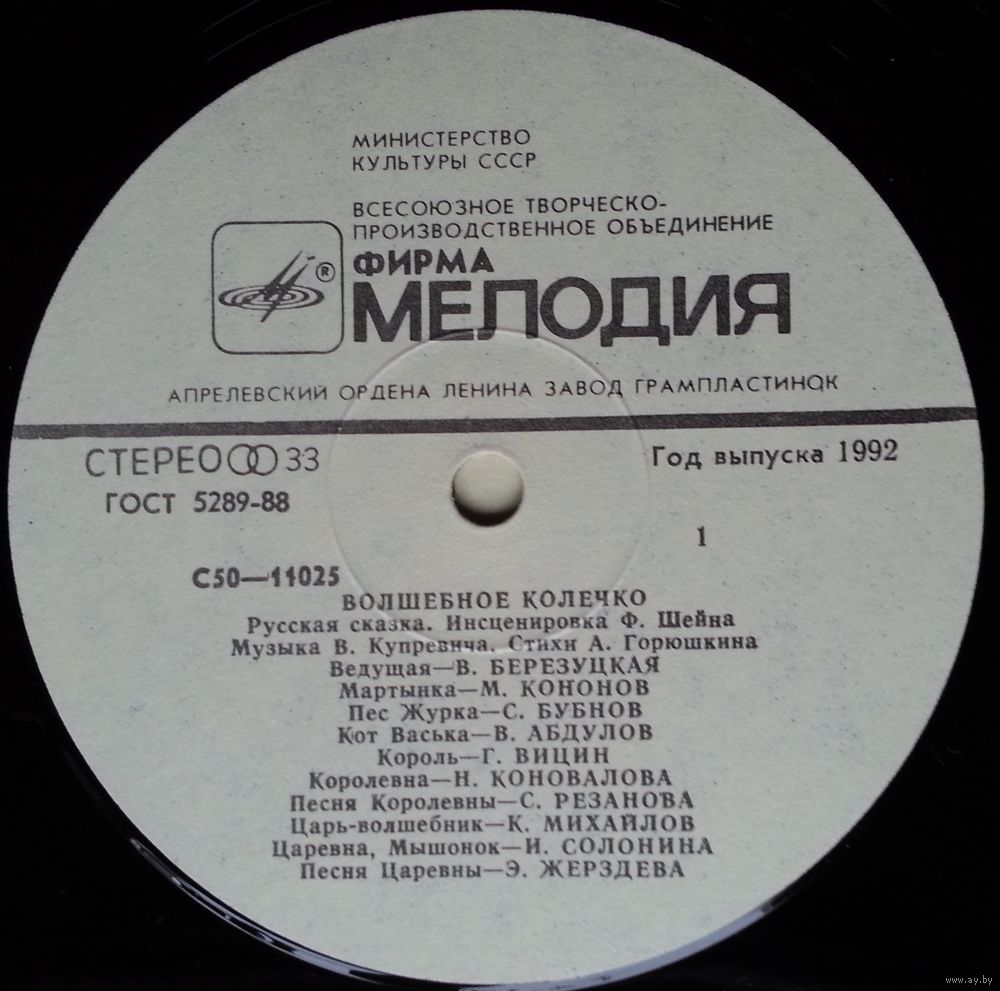 МИНИСТЕРСТВО
КУЛЬТУРЫ СССР
ВСЕСОЮЗНОЕ ТВОРЧЕСКО-
ПРОИЗВОДСТВЕННОЕ ОБЪЕДИНЕНИЕ
®
ФИРМА
МЕЛОДИЯ
АПРЕЛЕВСКИЙ ОРДЕНА ЛЕНИНА ЗАВОД ГРАМПЛАСТИНОК
СТЕРЕО 33
Год выпуска 1992
ГОСТ 5289-88
1
С50—11025
ВОЛШЕБНОЕ КОЛЕЧКО
Русская сказка. Инсценировка Ф. Шейна
Музыка В. Купревича. Стихи А. Горюшкина
Ведущая—В. БЕРЕЗУЦКАЯ
Мартынка—М. КОНОНОВ
Пес Журка—С. БУБНОВ
Кот Васька—В. АБДУЛОВ
Король—Г. ВИЦИН
Королевна—Н. КОНОВАЛОВА
Песня Королевны—С. РЕЗАНОВА
Царь-волшебник—К. МИХАЙЛОВ
Царевна, Мышонок—И. СОЛОНИНА
Песня Царевны—Э. ЖЕРЗДЕВА
www.ay.by